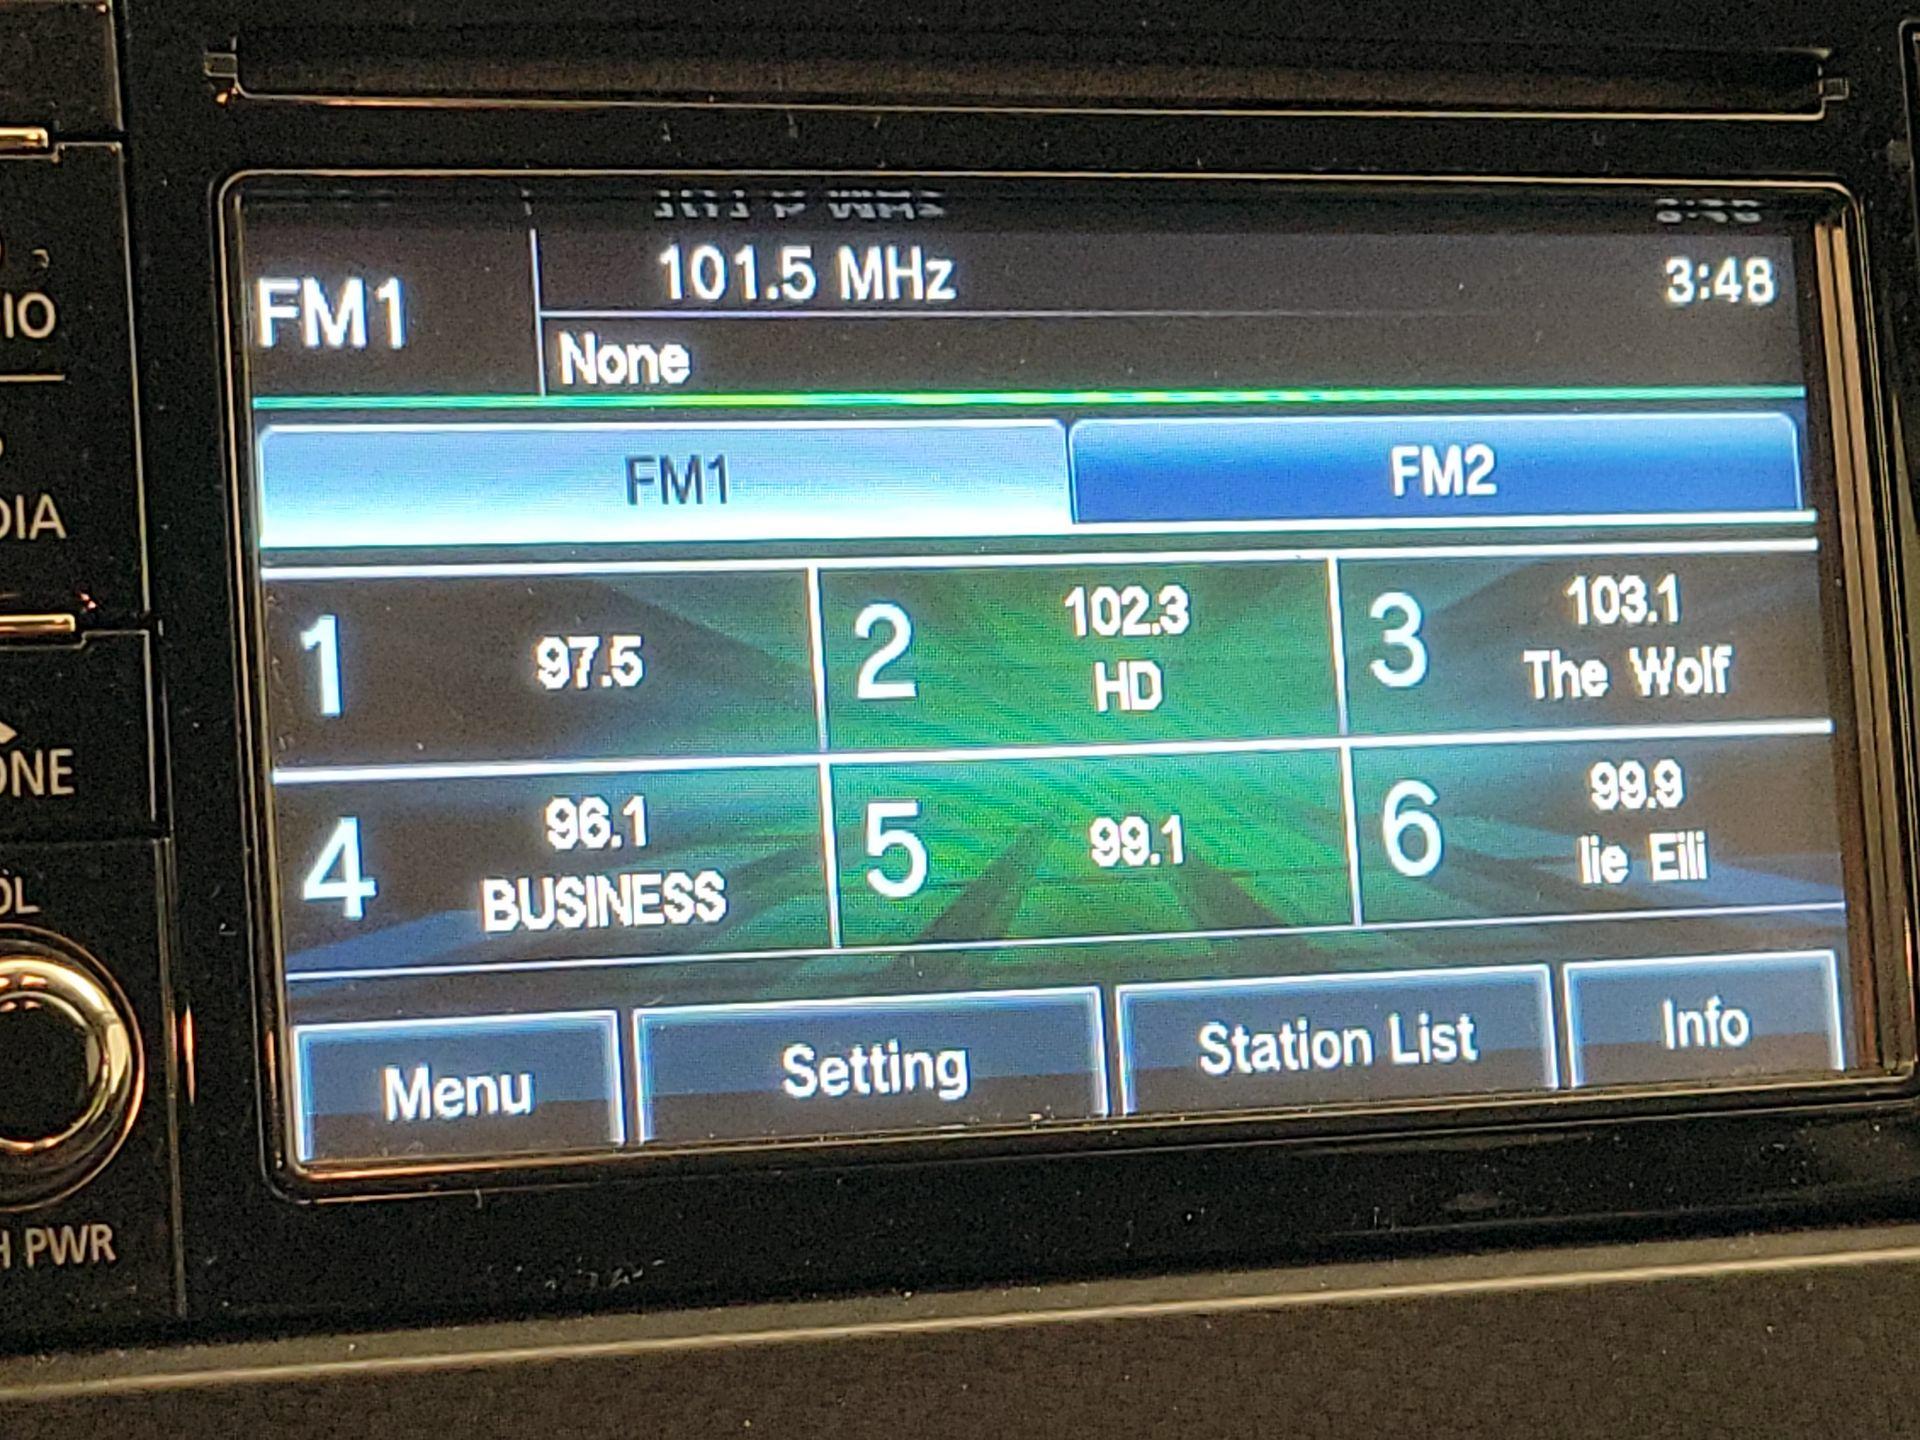 101.5 MHz
3:48
FM1
None
FM1
FM2
1
97.5
2
102.3
HD
3
103.1
The Wolf
4
96.1
BUSINESS
5
99.1
6
99.9
lie Eili
Menu
Setting
Station List
Info
IO
DIA
ONE
OL
H PWR